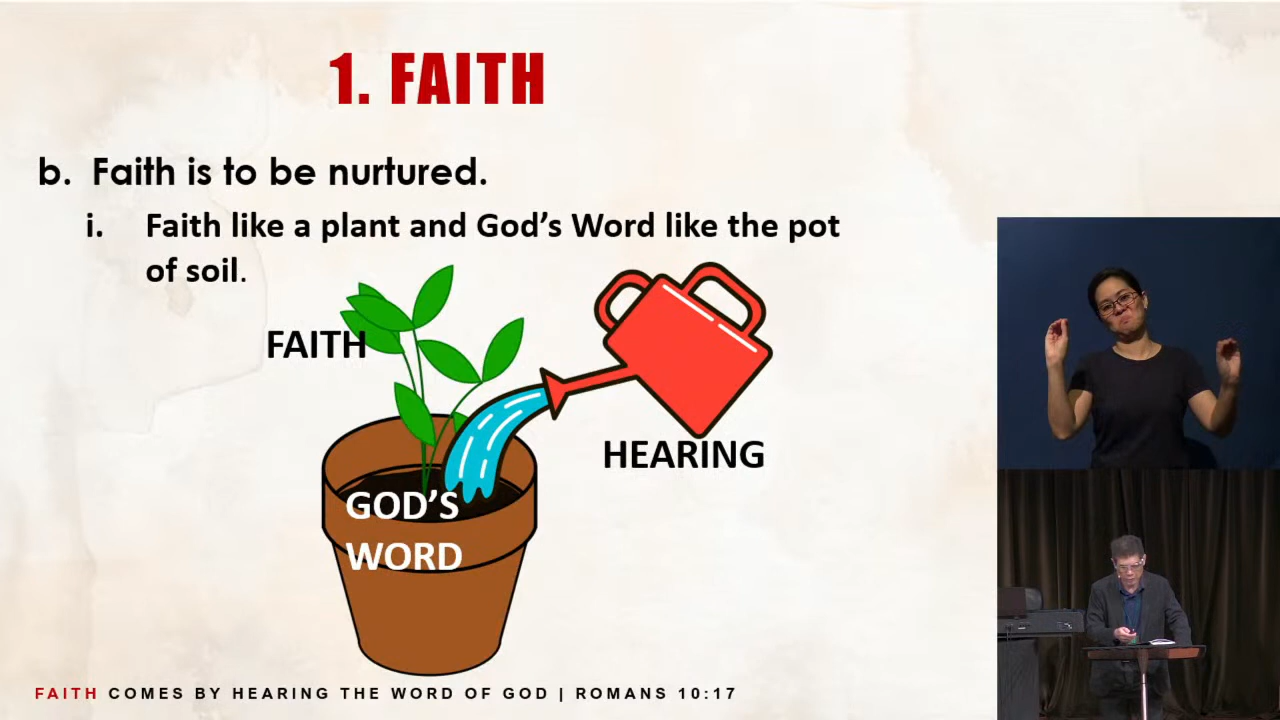 1. FAITH
b. Faith is to be nurtured.
i. Faith like a plant and God’s Word like the pot
of soil.
FAITH
HEARING
GOD’S
WORD
FAITH COMES BY HEARING THE WORD OF GOD | ROMANS 10:17